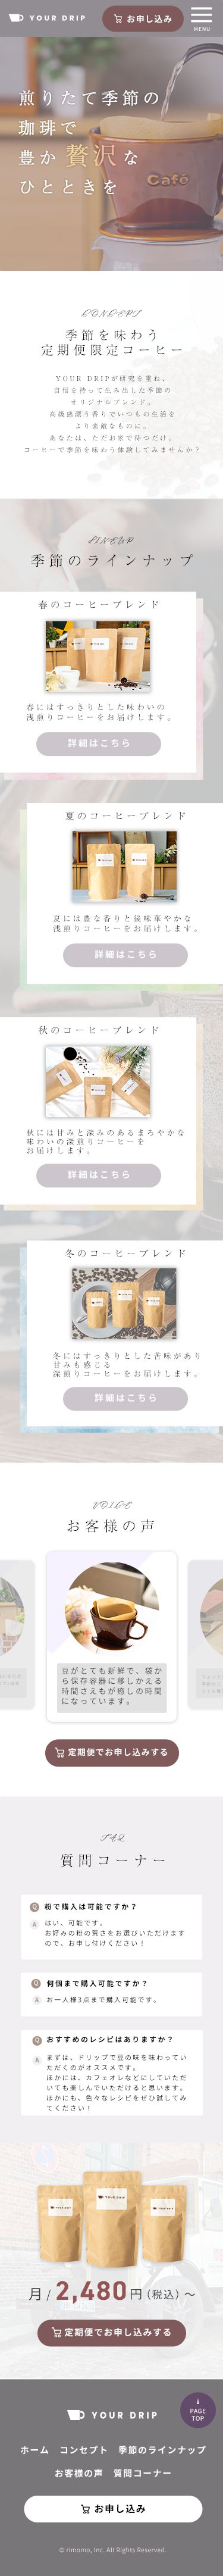 YOUR DRIP
お申し込み
MENU
煎りたて季節の
珈琲で
豊か贅沢な
ひとときを
Café
CONCEPT
季節を味わう
定期便限定コーヒー
YOUR DRIPが研究を重ね、
自信を持って生み出した季節の
オリジナルブレンド。
高級感漂う香りでいつもの生活を
より素敵なものに。
あなたは、ただお家で待つだけ。
コーヒーで季節を味わう体験してみませんか？
LINEUP
季節のラインナップ
春のコーヒーブレンド
春にはすっきりとした味わいの
浅煎りコーヒーをお届けします。
詳細はこちら
夏のコーヒーブレンド
夏には豊な香りと後味華やかな
浅煎りコーヒーをお届けします。
詳細はこちら
秋のコーヒーブレンド
秋には甘みと深みのあるまろやかな
味わいの深煎りコーヒーを
お届けします。
詳細はこちら
冬のコーヒーブレンド
冬にはすっきりとした苦味があり
甘みも感じる
深煎りコーヒーをお届けします。
詳細はこちら
VOICE
お客様の声
豆がとても新鮮で、袋か
ら保存容器に移しかえる
時間さえもが癒しの時間
になっています。
定期便でお申し込みする
FAQ
質問コーナー
Q 粉で購入は可能ですか？
A はい、可能です。
お好みの粉の荒さをお選びいただけます
ので、お申し付けください！
Q 何個まで購入可能ですか？
A お一人様3点まで購入可能です。
Q おすすめのレシピはありますか？
A まずは、ドリップで豆の味を味わってい
ただくのがオススメです。
ほかには、カフェオレなどにしていただ
いても楽しんでいただけると思います。
ほかにも、色々なレシピをぜひ試してみ
てください！
YOUR DRIP
YOUR DRIP
YOUR DRIP
月/2,480円(税込)〜
定期便でお申し込みする
PAGE
TOP
YOUR DRIP
ホーム コンセプト 季節のラインナップ
お客様の声 質問コーナー
お申し込み
© rimomo, Inc. All Rights Reserved.